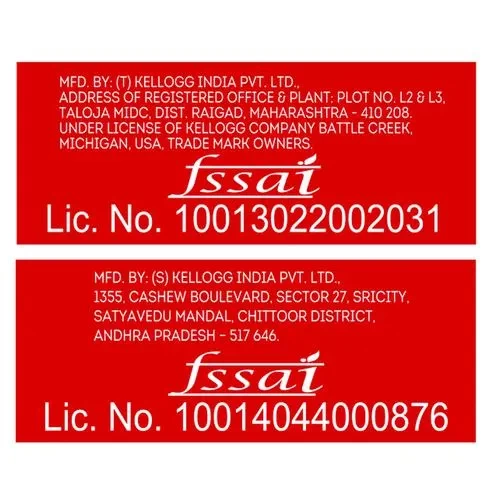 MFD. BY: (T) KELLOGG INDIA PVT. LTD.,
ADDRESS OF REGISTERED OFFICE & PLANT: PLOT NO. L2 & L3,
TALOJA MIDC, DIST. RAIGAD, MAHARASHTRA - 410 208.
UNDER LICENSE OF KELLOGG COMPANY BATTLE CREEK,
MICHIGAN, USA, TRADE MARK OWNERS.
fssai
Lic. No. 10013022002031
MFD. BY: (S) KELLOGG INDIA PVT. LTD.,
1355, CASHEW BOULEVARD, SECTOR 27, SRICITY,
SATYAVEDU MANDAL, CHITTOOR DISTRICT,
ANDHRA PRADESH - 517 646.
fssai
Lic. No. 10014044000876